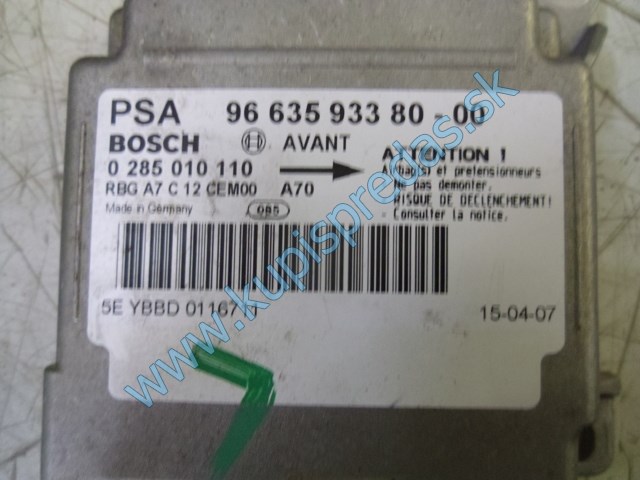 PSA 96 635 933 80 - 00
BOSCH AVANT
0 285 010 110
RBG A7 C 12 CEM00 A70
Made in Germany 085
ATTENTION !
Airbag(s) et pretensionneurs
Ne pas demonter.
RISQUE DE DECLENCHEMENT!
- Consulter la notice.
5E YBBD 01167
15-04-07
www.kupispredas.sk